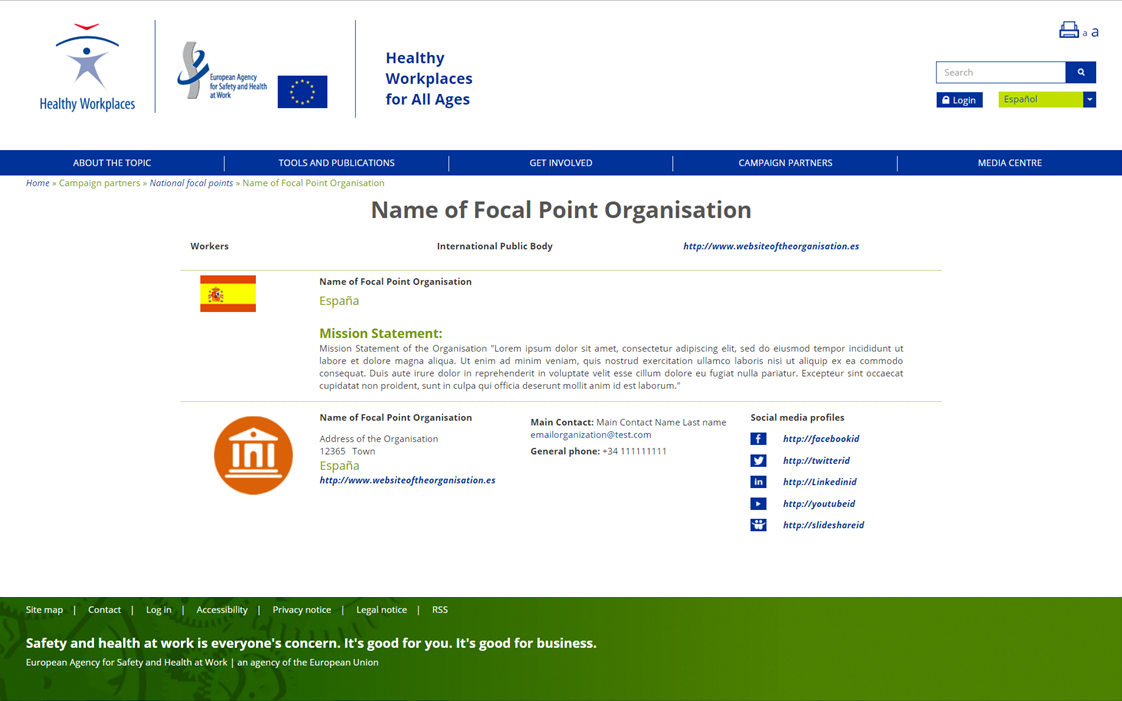 Healthy Workplaces
European Agency
for Safety and Health
at Work
Healthy
Workplaces
for All Ages
a a
Search
Login
Español
ABOUT THE TOPIC
TOOLS AND PUBLICATIONS
GET INVOLVED
CAMPAIGN PARTNERS
MEDIA CENTRE
Home » Campaign partners » National focal points » Name of Focal Point Organisation
Name of Focal Point Organisation
Workers
International Public Body
http://www.websiteoftheorganisation.es
Name of Focal Point Organisation
España
Mission Statement:
Mission Statement of the Organisation "Lorem ipsum dolor sit amet, consectetur adipiscing elit, sed do eiusmod tempor incididunt ut
labore et dolore magna aliqua. Ut enim ad minim veniam, quis nostrud exercitation ullamco laboris nisi ut aliquip ex ea commodo
consequat. Duis aute irure dolor in reprehenderit in voluptate velit esse cillum dolore eu fugiat nulla pariatur. Excepteur sint occaecat
cupidatat non proident, sunt in culpa qui officia deserunt mollit anim id est laborum."
Name of Focal Point Organisation
Address of the Organisation
12365 Town
España
http://www.websiteoftheorganisation.es
Main Contact: Main Contact Name Last name
emailorganization@test.com
General phone: +34 111111111
Social media profiles
http://facebookid
http://twitterid
http://Linkedinid
http://youtubeid
http://slideshareid
Site map | Contact | Log in | Accessibility | Privacy notice | Legal notice | RSS
Safety and health at work is everyone's concern. It's good for you. It's good for business.
European Agency for Safety and Health at Work | an agency of the European Union